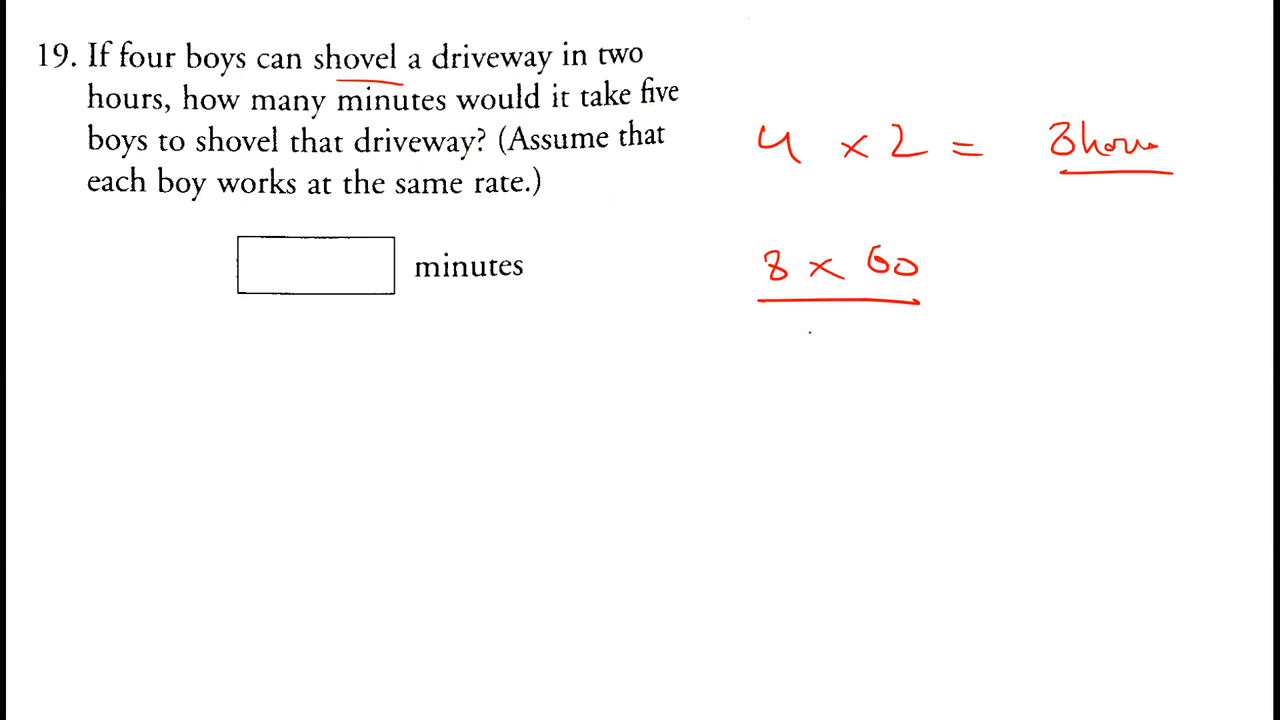 19. If four boys can shovel a driveway in two
hours, how many minutes would it take five
boys to shovel that driveway? (Assume that
each boy works at the same rate.)
minutes
4 × 2 = 8
8 × 60